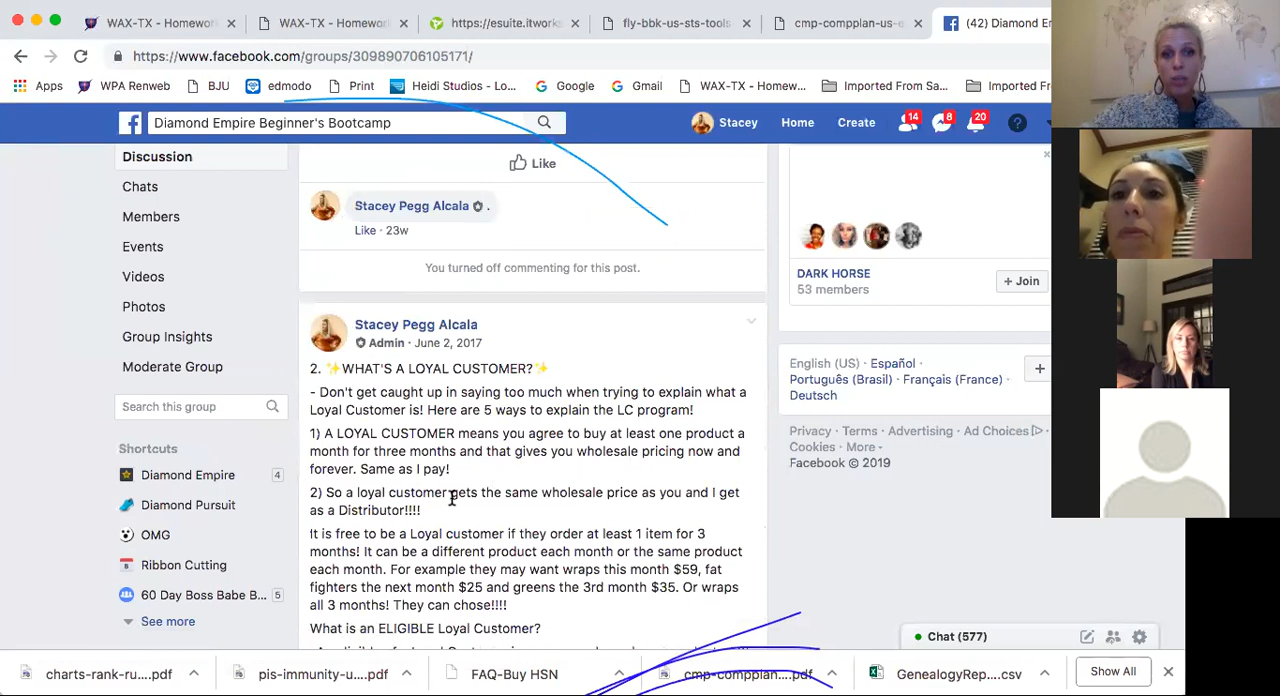 WAX-TX - Homework
WAX-TX - Homework
https://esuite.itworks
fly-bbk-us-sts-tools
cmp-compplan-us-e
(42) Diamond Em
https://www.facebook.com/groups/309890706105171/
Apps WPA Renweb BJU edmodo Print Heidi Studios - Lo... Google Gmail WAX-TX - Homew... Imported From Sa... Imported Fro
Diamond Empire Beginner's Bootcamp
Stacey Home Create 14 8 20
Discussion
Chats
Members
Events
Videos
Photos
Group Insights
Moderate Group
Search this group
Shortcuts
Diamond Empire 4
Diamond Pursuit
OMG
Ribbon Cutting
60 Day Boss Babe B... 5
See more
Like
Stacey Pegg Alcala .
Like · 23w
You turned off commenting for this post.
Stacey Pegg Alcala
Admin · June 2, 2017
2. ✨WHAT'S A LOYAL CUSTOMER?✨
- Don't get caught up in saying too much when trying to explain what a
Loyal Customer is! Here are 5 ways to explain the LC program!
1) A LOYAL CUSTOMER means you agree to buy at least one product a
month for three months and that gives you wholesale pricing now and
forever. Same as I pay!
2) So a loyal customer gets the same wholesale price as you and I get
as a Distributor!!!!
It is free to be a Loyal customer if they order at least 1 item for 3
months! It can be a different product each month or the same product
each month. For example they may want wraps this month $59, fat
fighters the next month $25 and greens the 3rd month $35. Or wraps
all 3 months! They can chose!!!!
What is an ELIGIBLE Loyal Customer?
DARK HORSE
53 members
+ Join
English (US) · Español ·
Português (Brasil) · Français (France) ·
Deutsch
Privacy · Terms · Advertising · Ad Choices ·
Cookies · More
Facebook © 2019
Chat (577)
charts-rank-ru....pdf
pis-immunity-u....pdf
FAQ-Buy HSN
cmp-compplan....pdf
GenealogyRep....csv
Show All